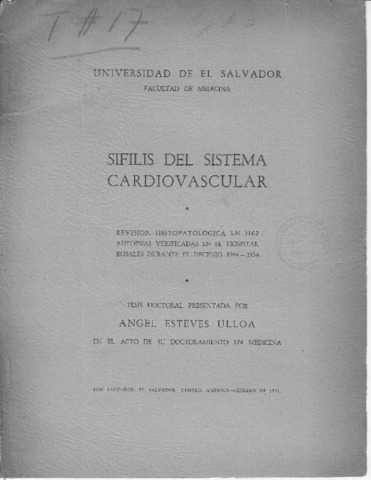 T # 17
UNIVERSIDAD DE EL SALVADOR
FACULTAD DE MEDICINA
SIFILIS DEL SISTEMA
CARDIOVASCULAR
REVISION HISTOPATOLOGICA EN 1862
AUTOPSIAS VERIFICADAS EN EL HOSPITAL
ROSALES DURANTE EL DECENIO 1944-1954
TESIS DOCTORAL PRESENTADA POR
ANGEL ESTEVES ULLOA
EN EL ACTO DE SU DOCTORAMIENTO EN MEDICINA
SAN SALVADOR, EL SALVADOR, CENTRO AMERICA-FEBRERO DE